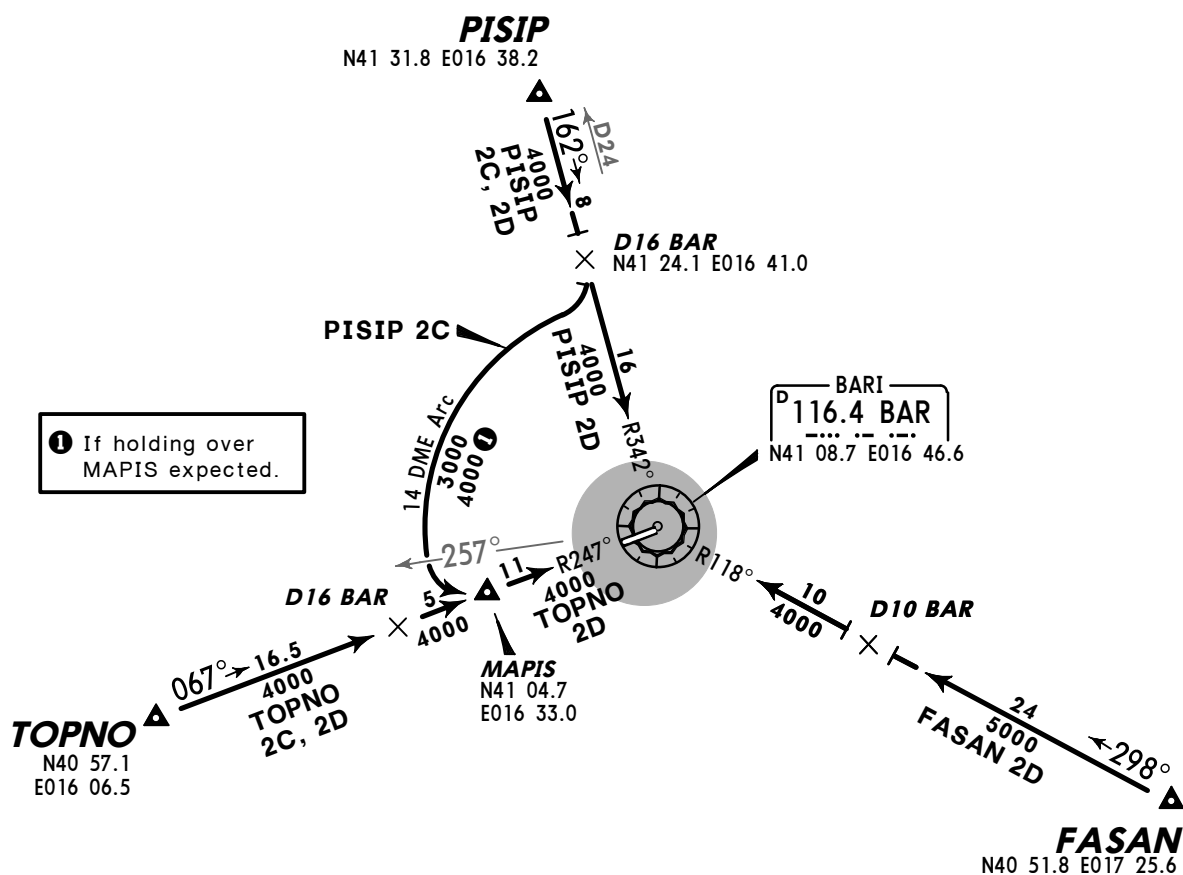 PISIP
N41 31.8 E016 38.2
D24
162°
8
4000
PISIP
2C, 2D
D16 BAR
N41 24.1 E016 41.0
PISIP 2C
16
4000
PISIP 2D
R342°
BARI
D 116.4 BAR
N41 08.7 E016 46.6
1 If holding over
MAPIS expected.
14 DME Arc
3000
4000 1
257°
R247°
11
4000
TOPNO
2D
R118°
D16 BAR
5
4000
10
4000
D10 BAR
MAPIS
N41 04.7
E016 33.0
067°
16.5
4000
TOPNO
2C, 2D
TOPNO
N40 57.1
E016 06.5
24
5000
FASAN 2D
298°
FASAN
N40 51.8 E017 25.6